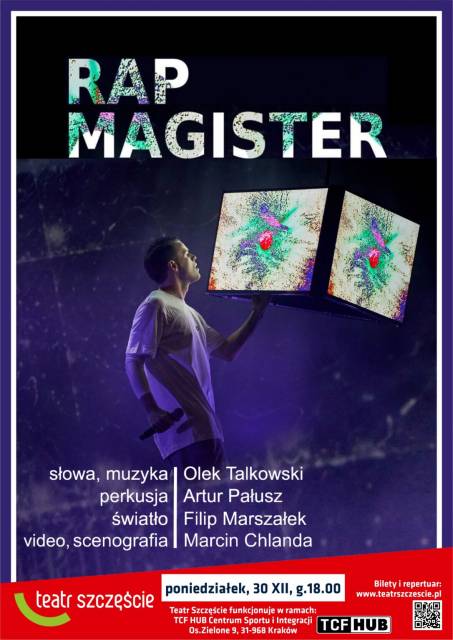 RAP
MAGISTER
słowa, muzyka Olek Talkowski
perkusja Artur Pałusz
światło Filip Marszałek
video, scenografia Marcin Chlanda
teatr szczęście
poniedziałek, 30 XII, g.18.00
Bilety i repertuar:
www.teatrszczescie.pl
Teatr Szczęście funkcjonuje w ramach:
TCF HUB Centrum Sportu i Integracji
Os.Zielone 9, 31-968 Kraków
TCF HUB